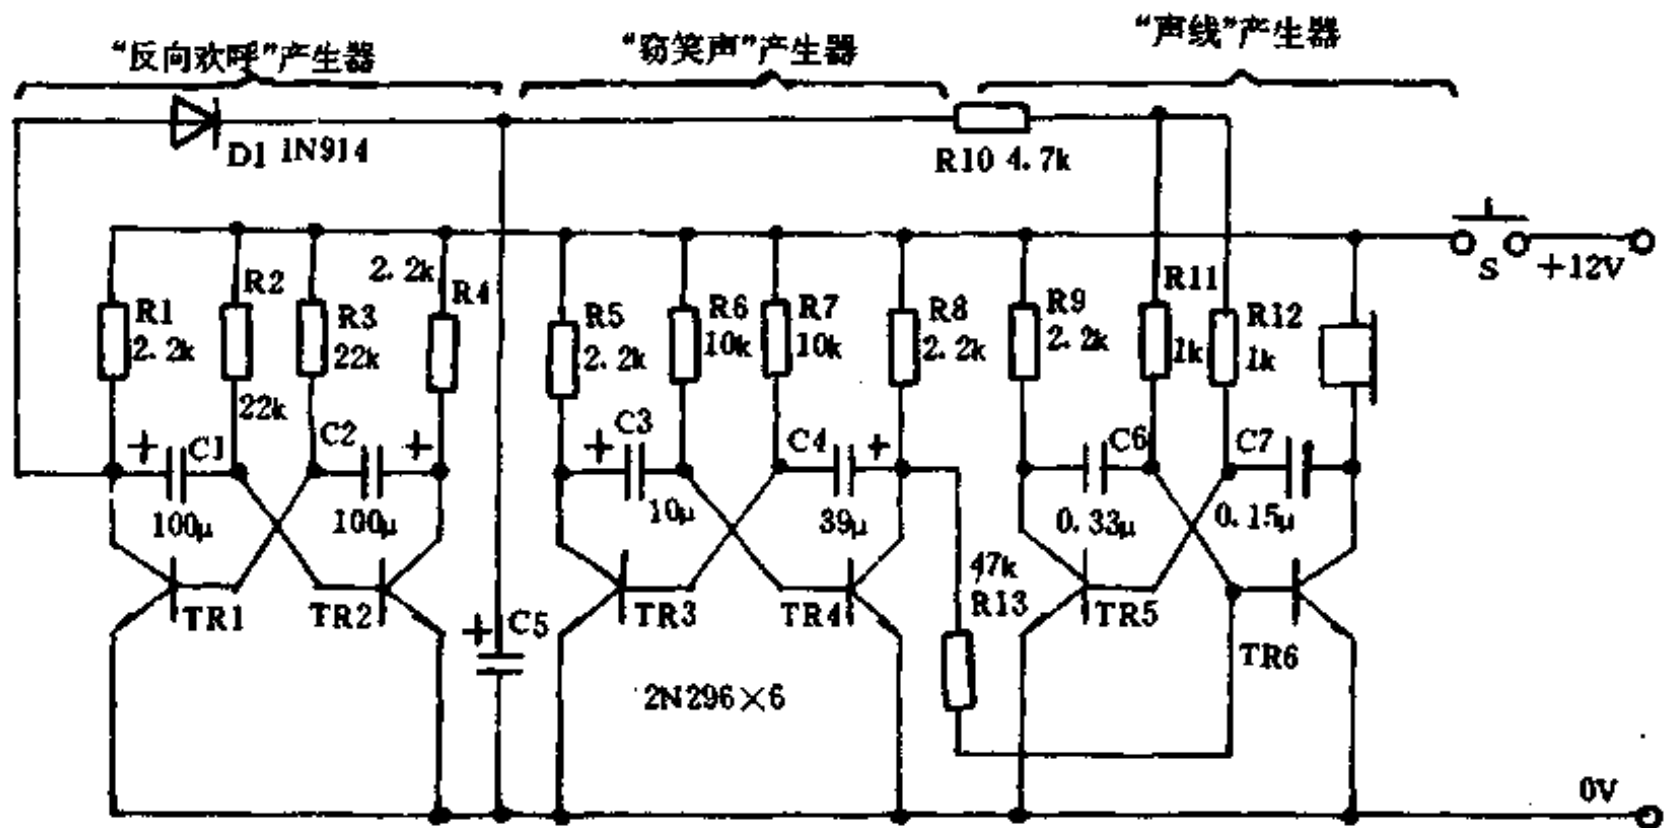 “反向欢呼”产生器
“窃笑声”产生器
“声线”产生器
D1 1N914
R10 4.7k
R1
2.2k
R2
22k
R3
22k
2.2k
R4
R5
2.2k
R6
10k
R7
10k
R8
2.2k
R9
2.2k
R11
1k
R12
1k
S
+12V
+
C1
100μ
C2
+
100μ
+
C3
10μ
C4
+
39μ
C6
0.33μ
C7
0.15μ
TR1
TR2
+
C5
TR3
TR4
47k
R13
TR5
TR6
2N296×6
0V